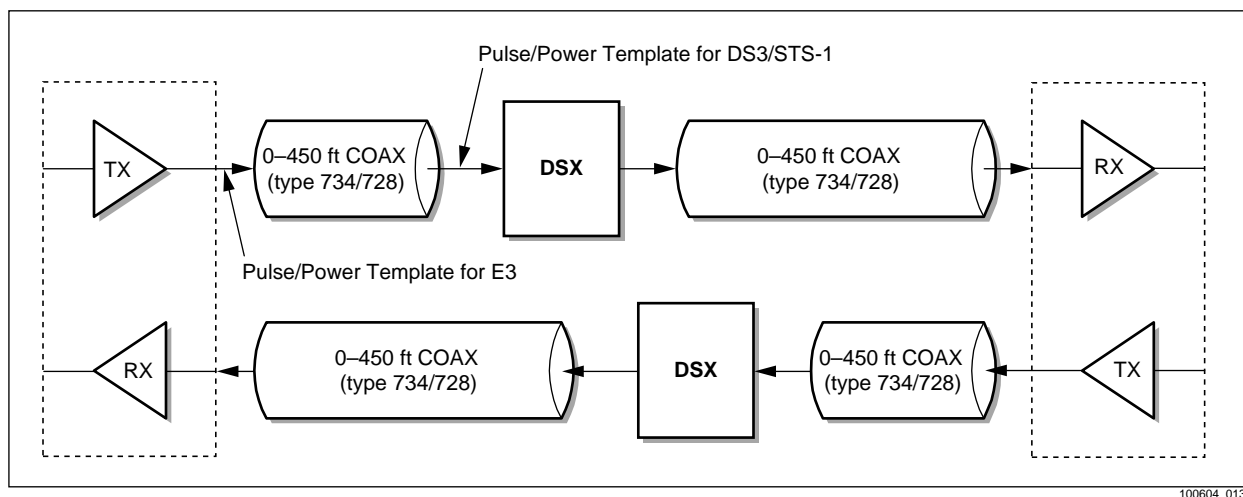 Pulse/Power Template for DS3/STS-1
TX
0–450 ft COAX
(type 734/728)
DSX
0–450 ft COAX
(type 734/728)
RX
Pulse/Power Template for E3
RX
0–450 ft COAX
(type 734/728)
DSX
0–450 ft COAX
(type 734/728)
TX
100604_013